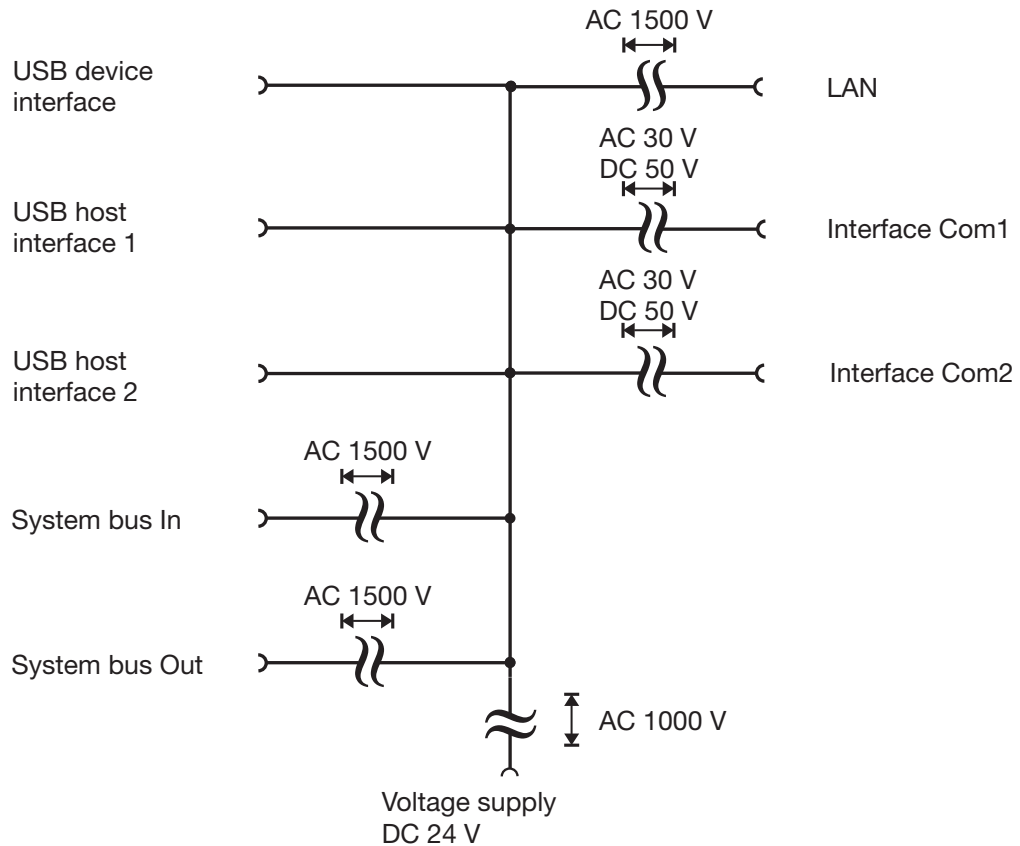 AC 1500 V
USB device
interface
LAN
AC 30 V
DC 50 V
USB host
interface 1
Interface Com1
AC 30 V
DC 50 V
USB host
interface 2
Interface Com2
AC 1500 V
System bus In
AC 1500 V
System bus Out
AC 1000 V
Voltage supply
DC 24 V